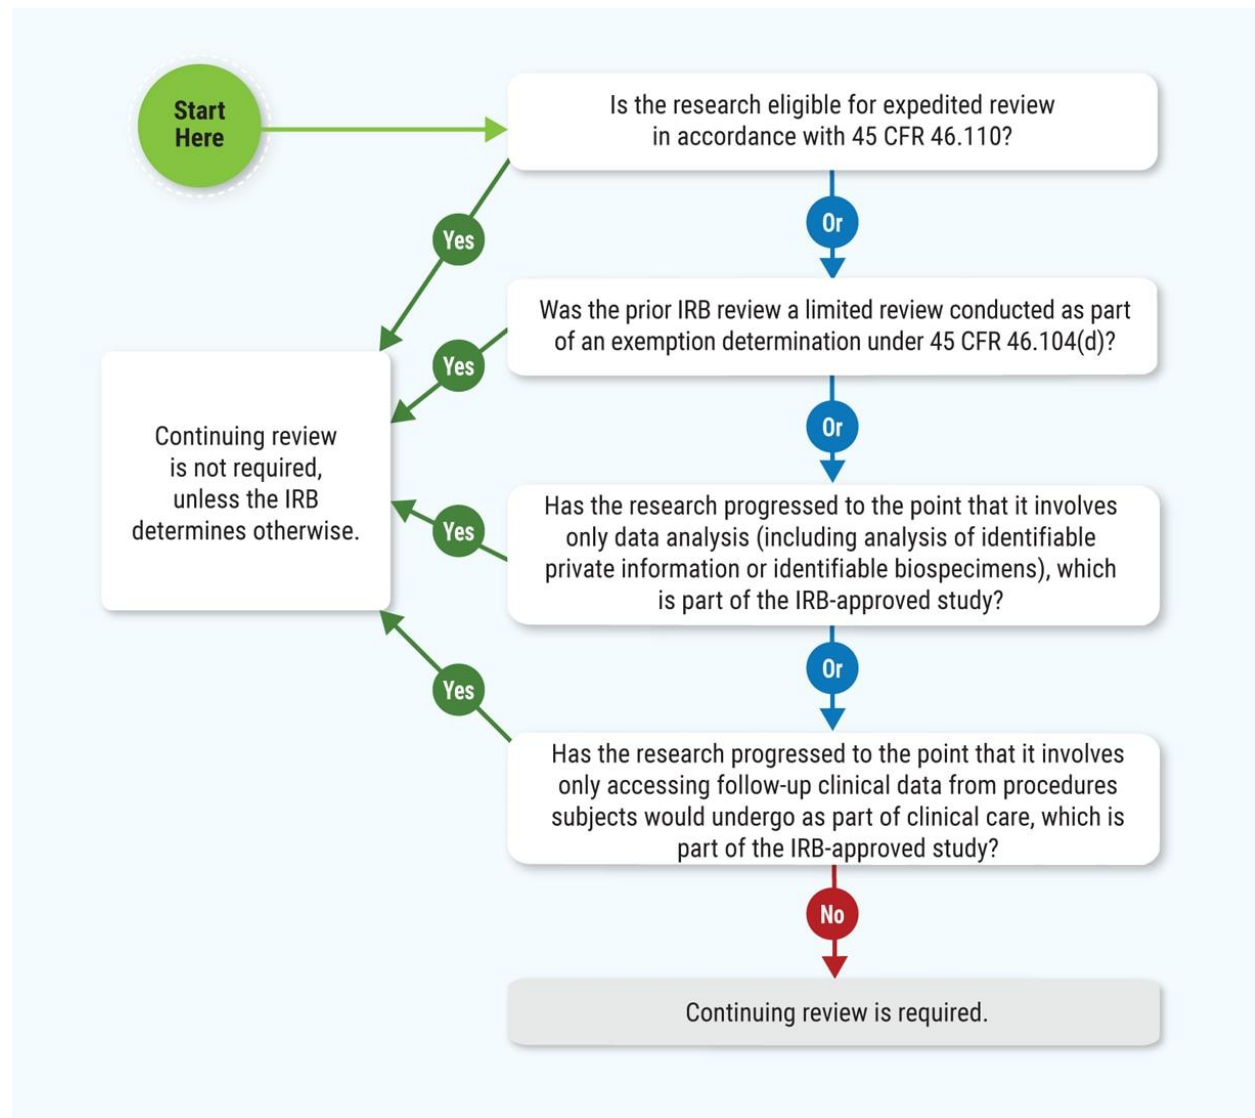 Start
Here
Is the research eligible for expedited review
in accordance with 45 CFR 46.110?
Yes
Or
Was the prior IRB review a limited review conducted as part
of an exemption determination under 45 CFR 46.104(d)?
Yes
Or
Continuing review
is not required,
unless the IRB
determines otherwise.
Has the research progressed to the point that it involves
only data analysis (including analysis of identifiable
private information or identifiable biospecimens), which
is part of the IRB-approved study?
Yes
Or
Yes
Has the research progressed to the point that it involves
only accessing follow-up clinical data from procedures
subjects would undergo as part of clinical care, which is
part of the IRB-approved study?
No
Continuing review is required.